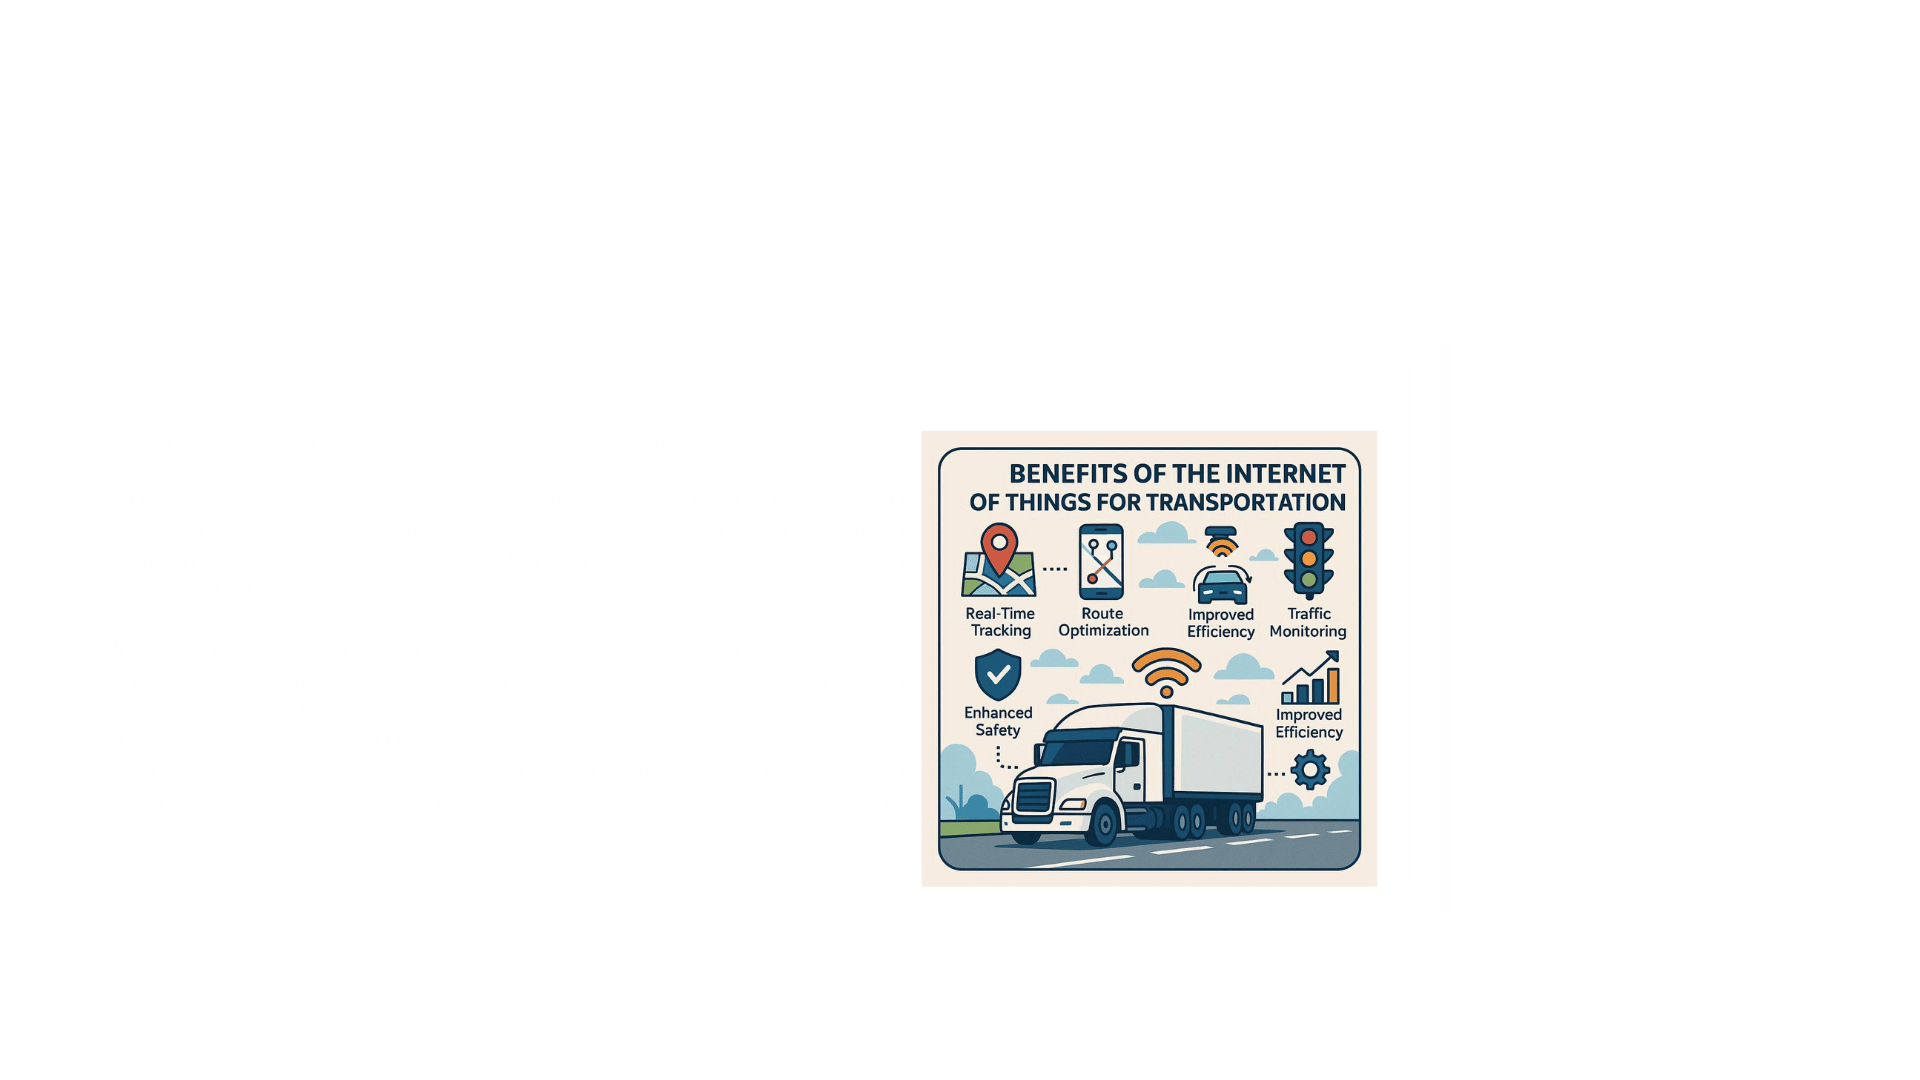 BENEFITS OF THE INTERNET
OF THINGS FOR TRANSPORTATION
Real-Time
Tracking
Route
Optimization
Improved
Efficiency
Traffic
Monitoring
Enhanced
Safety
Improved
Efficiency